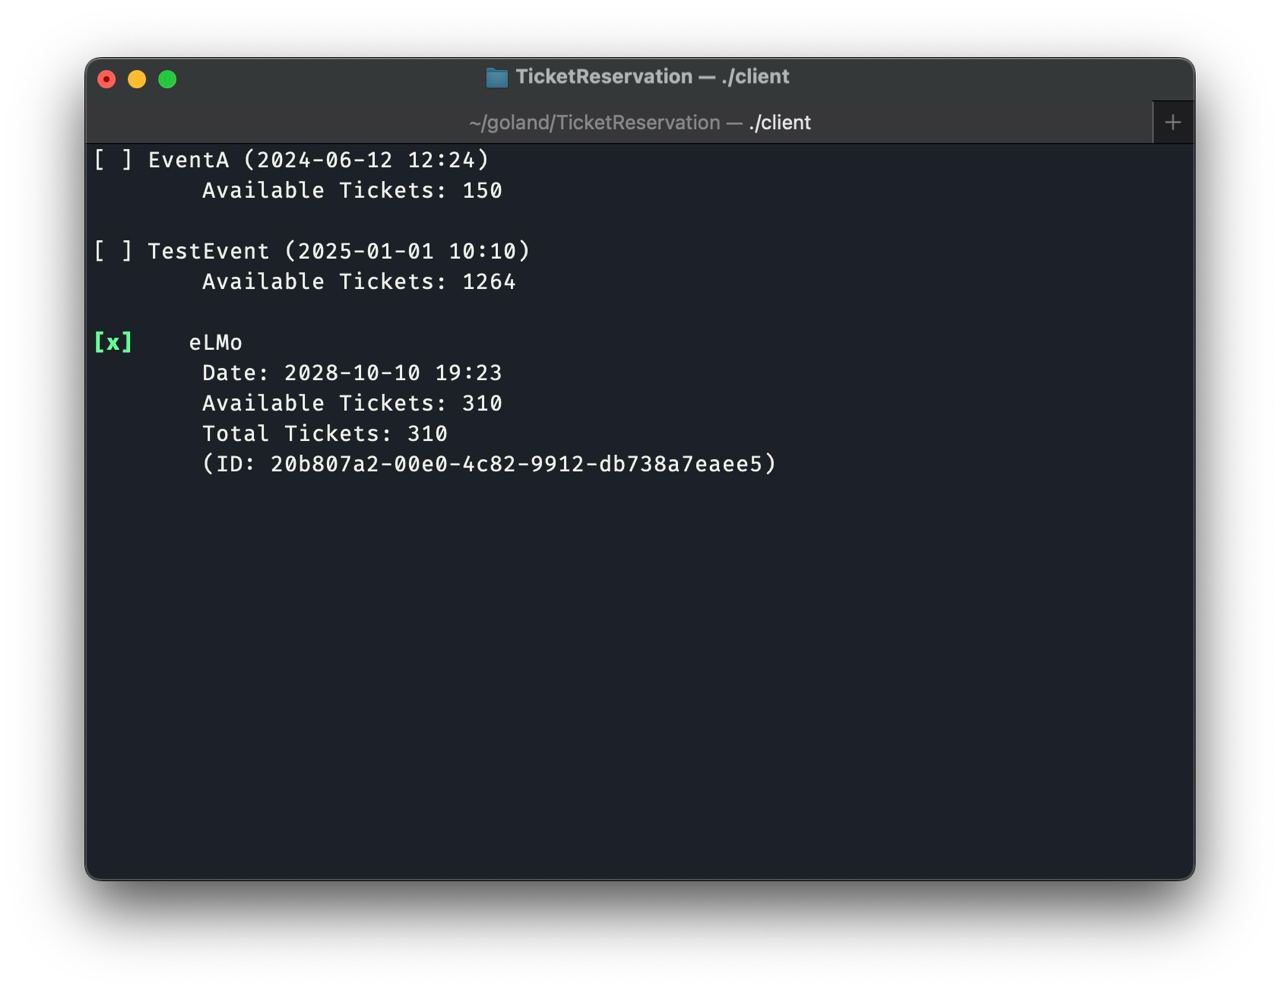 TicketReservation — ./client
~/goland/TicketReservation — ./client
[ ] EventA (2024-06-12 12:24)
Available Tickets: 150
[ ] TestEvent (2025-01-01 10:10)
Available Tickets: 1264
[x] eLMo
Date: 2028-10-10 19:23
Available Tickets: 310
Total Tickets: 310
(ID: 20b807a2-00e0-4c82-9912-db738a7eaee5)